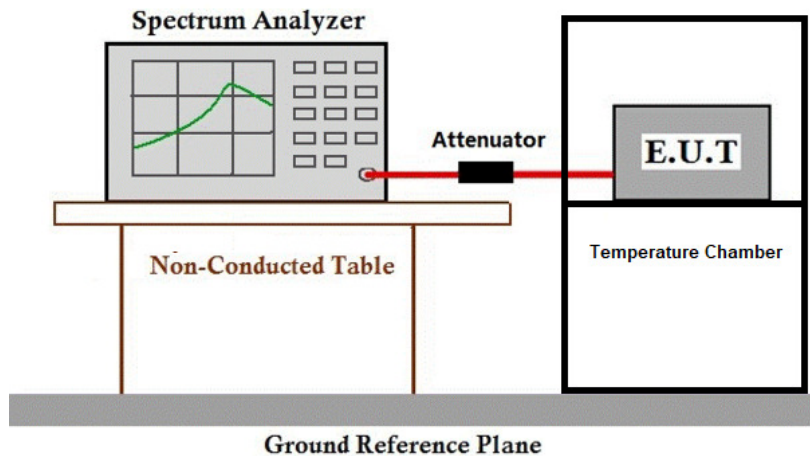 Spectrum Analyzer
Attenuator
E.U.T
Non-Conducted Table
Temperature Chamber
Ground Reference Plane